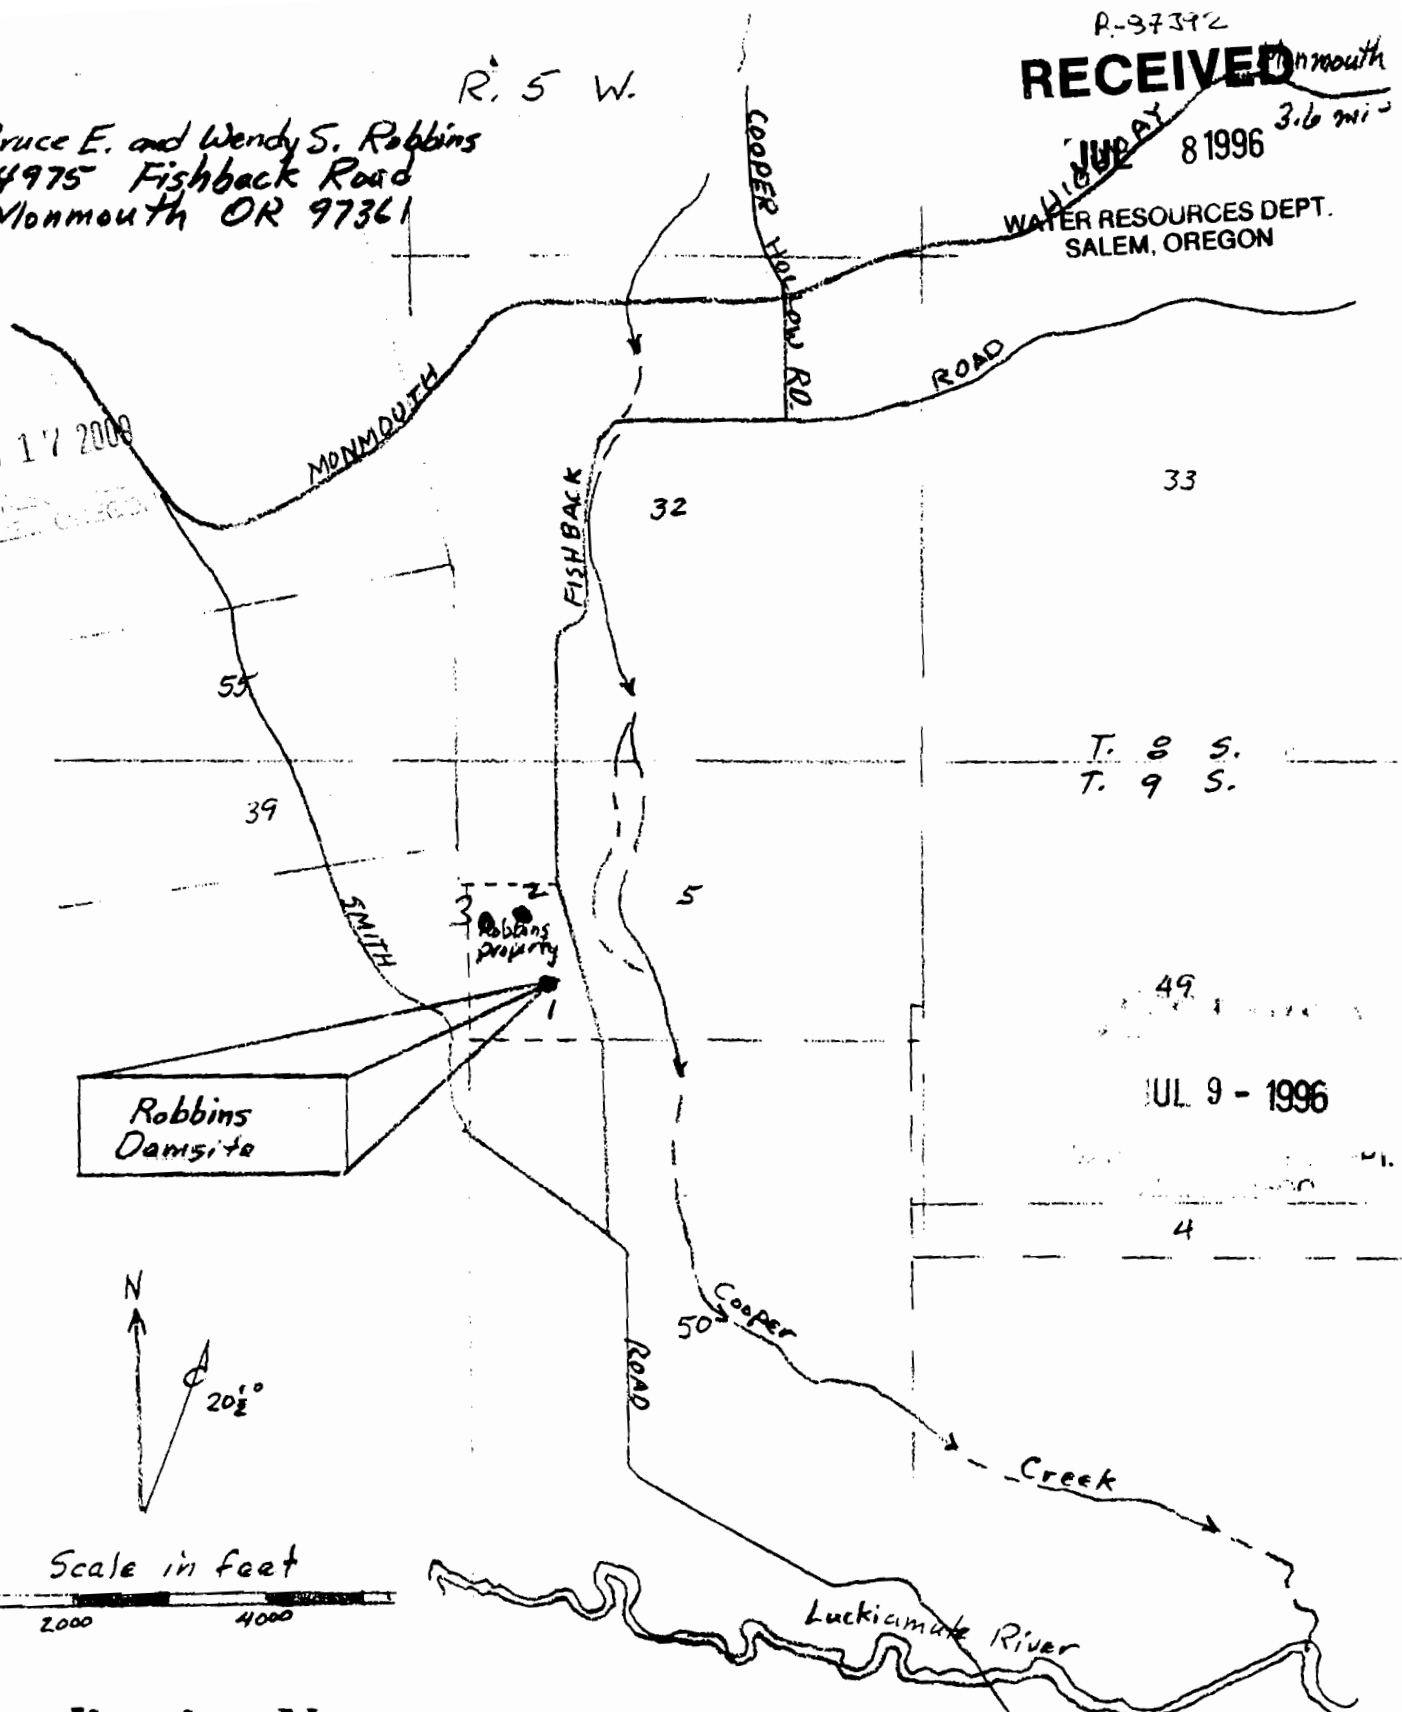 R-87392
RECEIVED
Monmouth
3.6 mi
JUL 8 1996
WATER RESOURCES DEPT.
SALEM, OREGON
R. 5 W.
ruce E. and Wendy S. Robbins
4975 Fishback Road
Monmouth OR 97361
COOPER HOLLOW RD.
HIGHWAY
MONMOUTH
ROAD
17 2008
FISHBACK
32
33
55
T. 8 S.
T. 9 S.
39
5
SMITH
3
2
Robbins
property
1
49
JUL 9 - 1996
Robbins
Damsite
4
N
20½°
50
Cooper
ROAD
Creek
Scale in feet
2000 4000
Luckiamute River